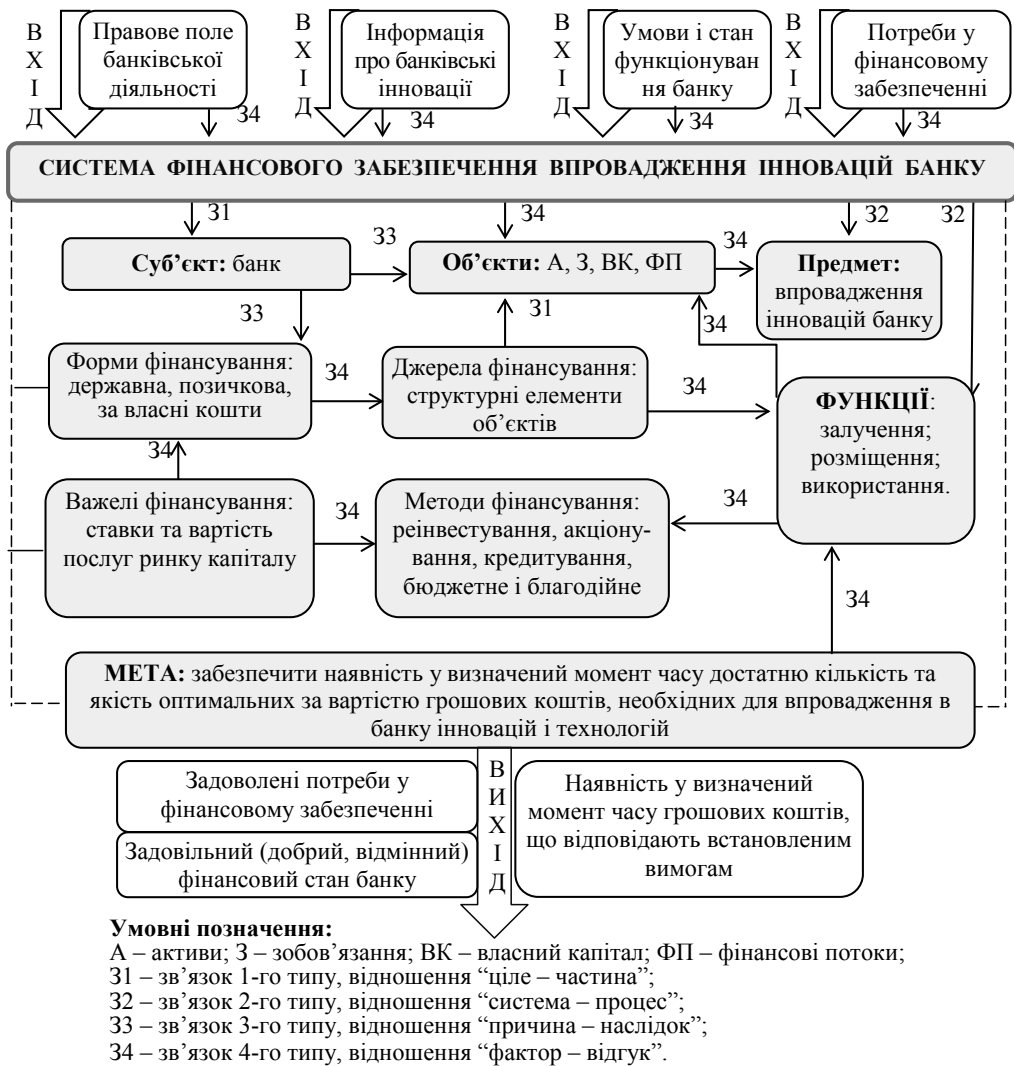 В
Х
І
Д
Правове поле
банківської
діяльності
З4
В
Х
І
Д
Інформація
про банківські
інновації
З4
В
Х
І
Д
Умови і стан
функціонуван
ня банку
З4
В
Х
І
Д
Потреби у
фінансовому
забезпеченні
З4
СИСТЕМА ФІНАНСОВОГО ЗАБЕЗПЕЧЕННЯ ВПРОВАДЖЕННЯ ІННОВАЦІЙ БАНКУ
З1
З4
З2
З2
Суб’єкт: банк
З3
Об’єкти: А, З, ВК, ФП
З4
Предмет:
впровадження
інновацій банку
З3
З1
З4
Форми фінансування:
державна, позичкова,
за власні кошти
З4
Джерела фінансування:
структурні елементи
об’єктів
З4
ФУНКЦІЇ:
залучення;
розміщення;
використання.
З4
Важелі фінансування:
ставки та вартість
послуг ринку капіталу
З4
Методи фінансування:
реінвестування, акціону-
вання, кредитування,
бюджетне і благодійне
З4
З4
МЕТА: забезпечити наявність у визначений момент часу достатню кількість та
якість оптимальних за вартістю грошових коштів, необхідних для впровадження в
банку інновацій і технологій
Задоволені потреби у
фінансовому забезпеченні
Задовільний (добрий, відмінний)
фінансовий стан банку
В
И
Х
І
Д
Наявність у визначений
момент часу грошових коштів,
що відповідають встановленим
вимогам
Умовні позначення:
А – активи; З – зобов’язання; ВК – власний капітал; ФП – фінансові потоки;
З1 – зв’язок 1-го типу, відношення “ціле – частина”;
З2 – зв’язок 2-го типу, відношення “система – процес”;
З3 – зв’язок 3-го типу, відношення “причина – наслідок”;
З4 – зв’язок 4-го типу, відношення “фактор – відгук”.